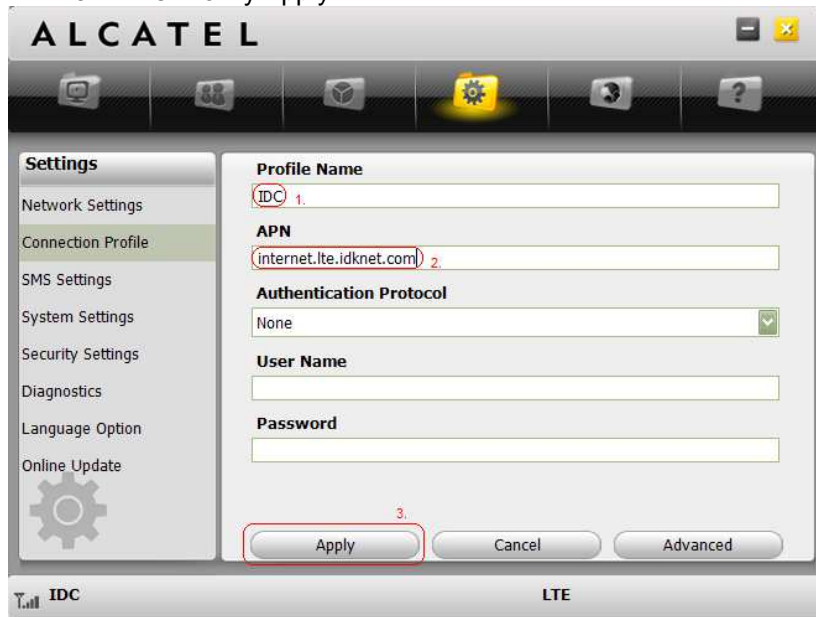 ALCATEL
Settings
Network Settings
Connection Profile
SMS Settings
System Settings
Security Settings
Diagnostics
Language Option
Online Update
Profile Name
IDC 1.
APN
internet.lte.idknet.com 2.
Authentication Protocol
None
User Name
Password
3.
Apply
Cancel
Advanced
IDC
LTE